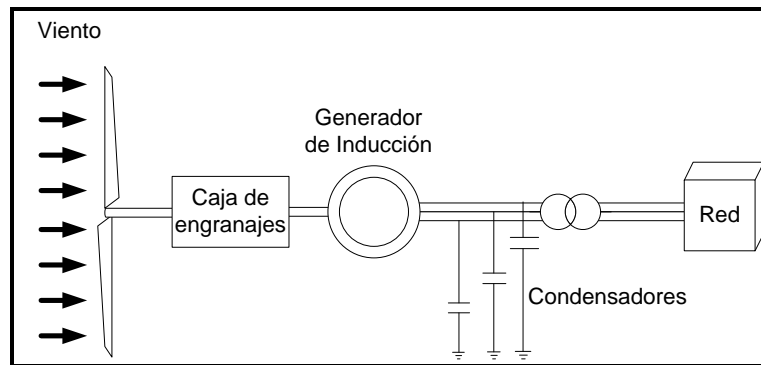 Viento
Generador
de Inducción
Caja de
engranajes
Red
Condensadores